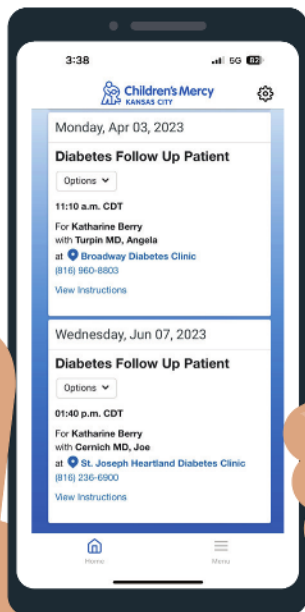 3:38
5G 82
Children's Mercy
KANSAS CITY
Monday, Apr 03, 2023
Diabetes Follow Up Patient
Options
11:10 a.m. CDT
For Katharine Berry
with Turpin MD, Angela
at Broadway Diabetes Clinic
(816) 960-8803
View Instructions
Wednesday, Jun 07, 2023
Diabetes Follow Up Patient
Options
01:40 p.m. CDT
For Katharine Berry
with Cernich MD, Joe
at St. Joseph Heartland Diabetes Clinic
(816) 236-6900
View Instructions
Home
Menu